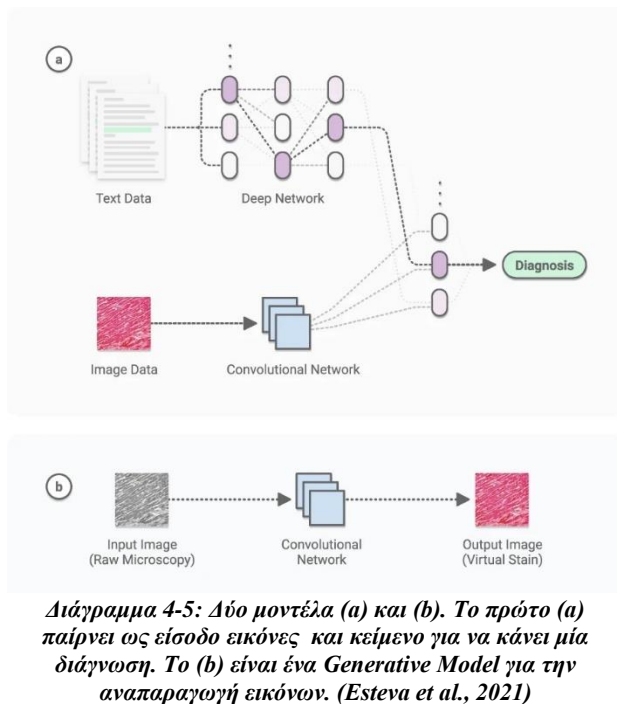 a
Text Data
Deep Network
Diagnosis
Image Data
Convolutional Network
b
Input Image
(Raw Microscopy)
Convolutional
Network
Output Image
(Virtual Stain)
Διάγραμμα 4-5: Δύο μοντέλα (a) και (b). Το πρώτο (a)
παίρνει ως είσοδο εικόνες και κείμενο για να κάνει μία
διάγνωση. Το (b) είναι ένα Generative Model για την
αναπαραγωγή εικόνων. (Esteva et al., 2021)